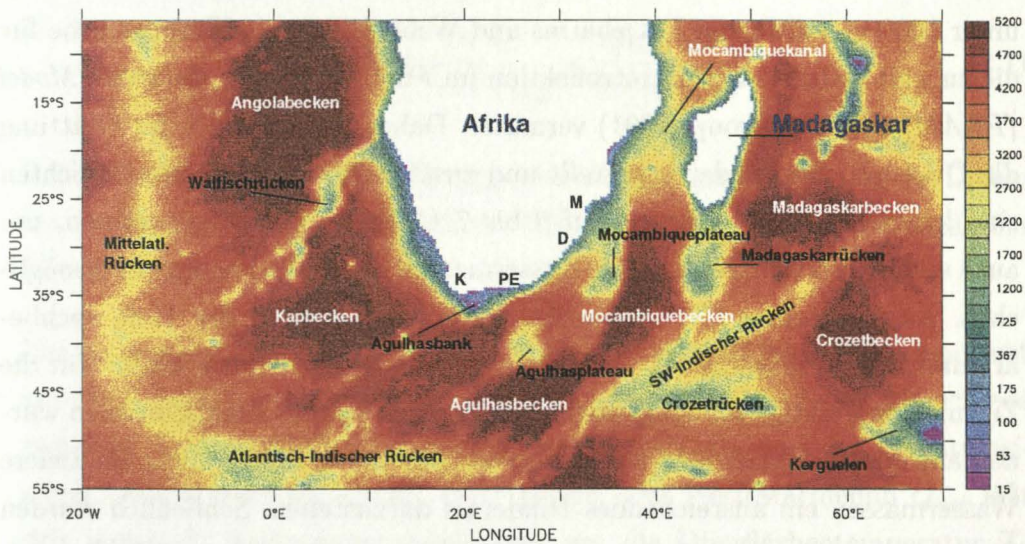 Mocambiquekanal
Angolabecken
Afrika
Madagaskar
Walfischrücken
M
Madagaskarbecken
D
Mocambiqueplateau
Mittelatl.
Rücken
Madagaskarrücken
K
PE
Kapbecken
Mocambiquebecken
Agulhasbank
SW-Indischer Rücken
Crozetbecken
Agulhasplateau
Agulhasbecken
Crozetrücken
Atlantisch-Indischer Rücken
Kerguelen
15°S
25°S
35°S
45°S
55°S
LATITUDE
20°W
0°E
20°E
40°E
60°E
LONGITUDE
5200
4700
4200
3700
3200
2700
2200
1700
1200
725
367
175
100
53
15